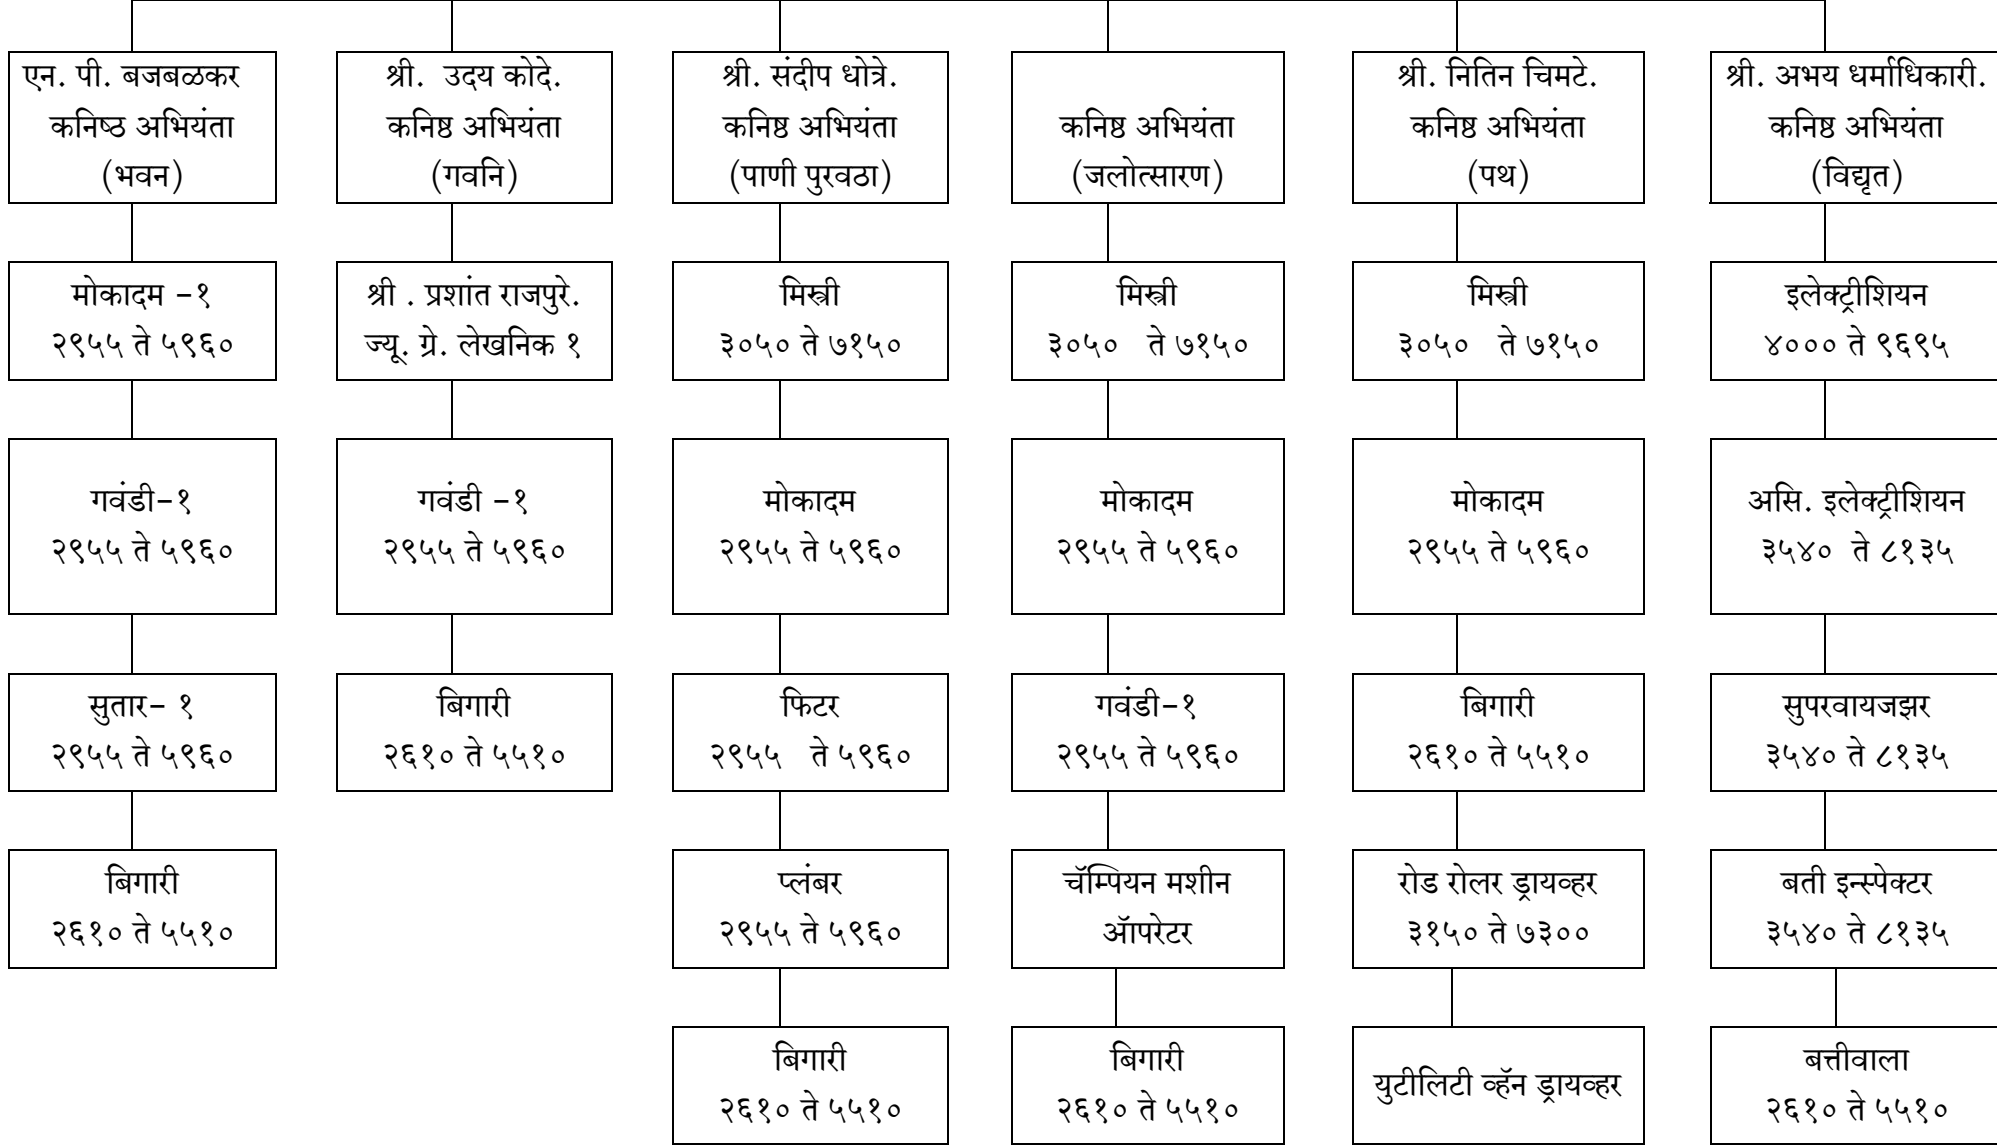 एन. पी. बजबळकर
कनिष्ठ अभियंता
(भवन)
श्री. उदय कोदे.
कनिष्ठ अभियंता
(गवनि)
श्री. संदीप धोत्रे.
कनिष्ठ अभियंता
(पाणी पुरवठा)
कनिष्ठ अभियंता
(जलोत्सारण)
श्री. नितिन चिमटे.
कनिष्ठ अभियंता
(पथ)
श्री. अभय धर्माधिकारी.
कनिष्ठ अभियंता
(विद्यृत)
मोकादम -१
२९५५ ते ५९६०
श्री . प्रशांत राजपुरे.
ज्यू. ग्रे. लेखनिक १
मिस्त्री
३०५० ते ७१५०
मिस्त्री
३०५० ते ७१५०
मिस्त्री
३०५० ते ७१५०
इलेक्ट्रीशियन
४००० ते ९६९५
गवंडी-१
२९५५ ते ५९६०
गवंडी -१
२९५५ ते ५९६०
मोकादम
२९५५ ते ५९६०
मोकादम
२९५५ ते ५९६०
मोकादम
२९५५ ते ५९६०
असि. इलेक्ट्रीशियन
३५४० ते ८१३५
सुतार- १
२९५५ ते ५९६०
बिगारी
२६१० ते ५५१०
फिटर
२९५५ ते ५९६०
गवंडी-१
२९५५ ते ५९६०
बिगारी
२६१० ते ५५१०
सुपरवायजझर
३५४० ते ८१३५
बिगारी
२६१० ते ५५१०
प्लंबर
२९५५ ते ५९६०
चॅम्पियन मशीन
ऑपरेटर
रोड रोलर ड्रायव्हर
३१५० ते ७३००
बती इन्स्पेक्टर
३५४० ते ८१३५
बिगारी
२६१० ते ५५१०
बिगारी
२६१० ते ५५१०
युटीलिटी व्हॅन ड्रायव्हर
बत्तीवाला
२६१० ते ५५१०